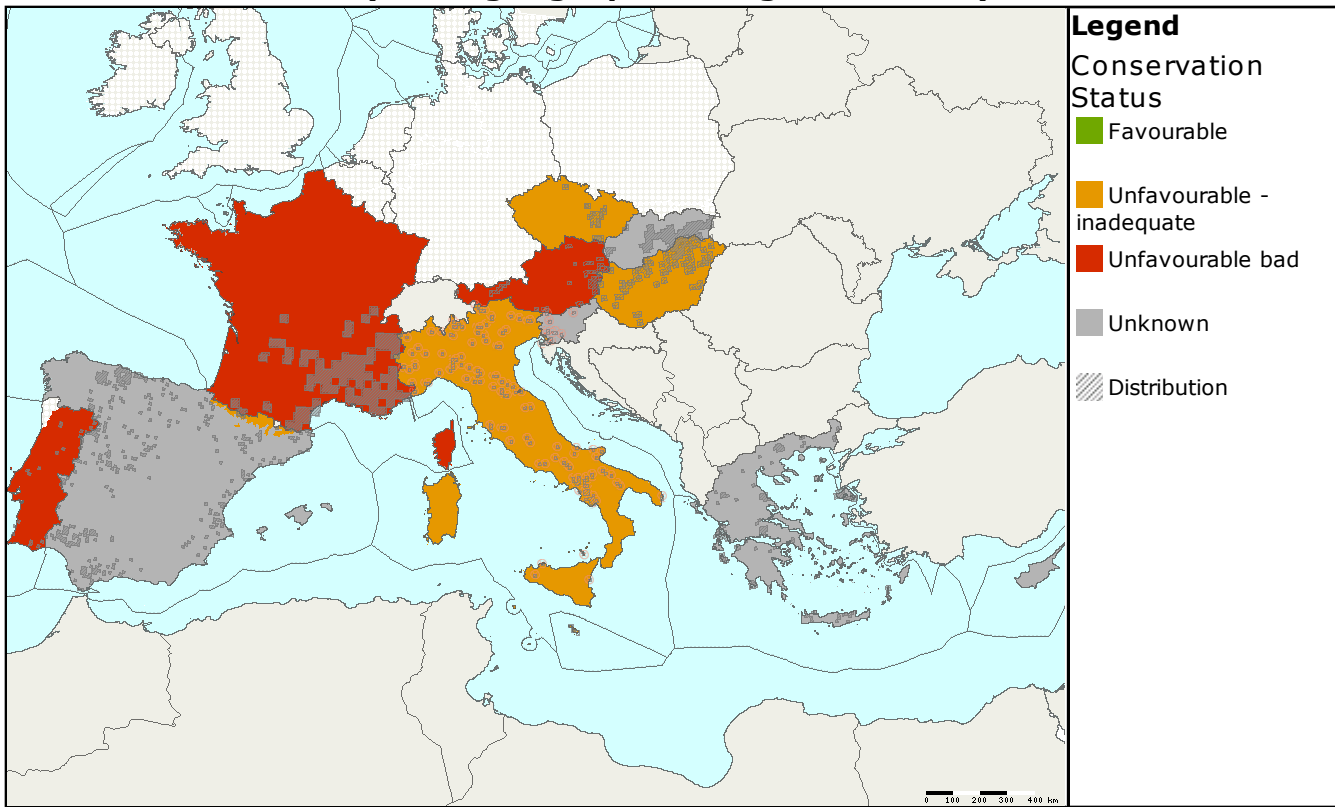 Legend
Conservation
Status
Favourable
Unfavourable -
inadequate
Unfavourable bad
Unknown
Distribution
0 100 200 300 400 km